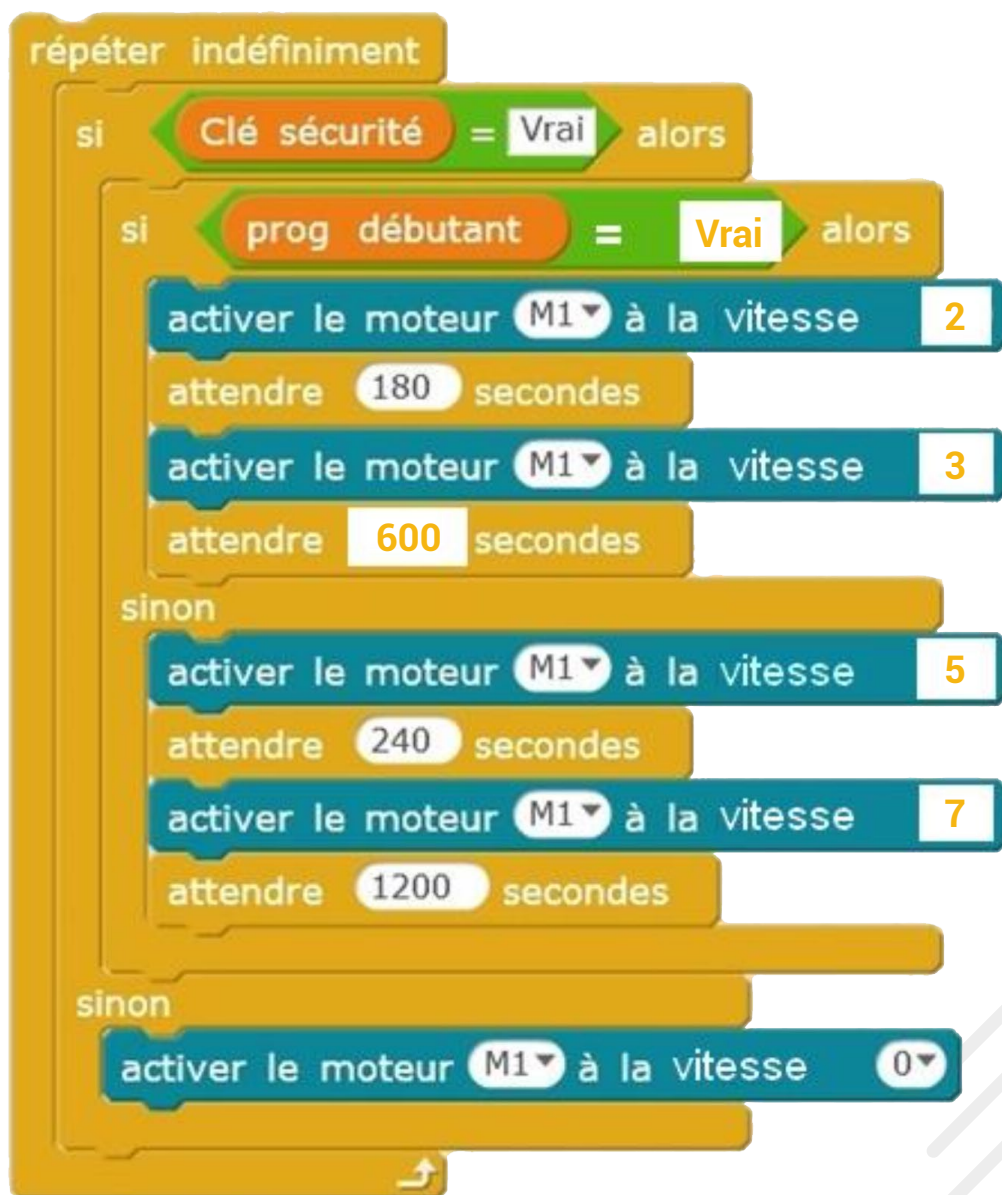 répéter indéfiniment
si Clé sécurité = Vrai alors
si prog débutant = Vrai alors
activer le moteur M1 à la vitesse 2
attendre 180 secondes
activer le moteur M1 à la vitesse 3
attendre 600 secondes
sinon
activer le moteur M1 à la vitesse 5
attendre 240 secondes
activer le moteur M1 à la vitesse 7
attendre 1200 secondes
sinon
activer le moteur M1 à la vitesse 0